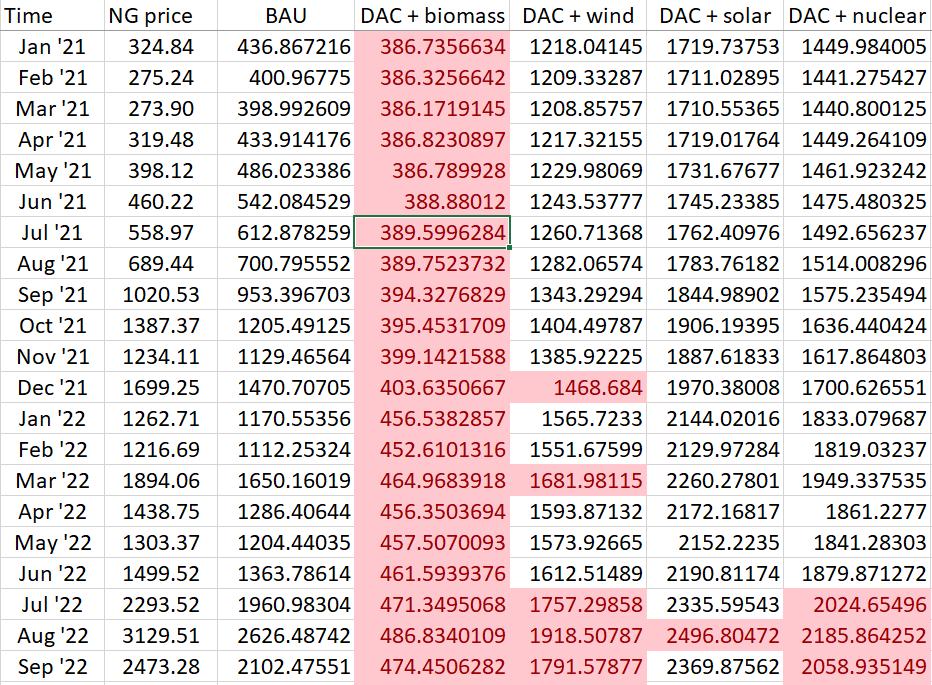 Time NG price BAU DAC + biomass DAC + wind DAC + solar DAC + nuclear
Jan '21 324.84 436.867216 386.7356634 1218.04145 1719.73753 1449.984005
Feb '21 275.24 400.96775 386.3256642 1209.33287 1711.02895 1441.275427
Mar '21 273.90 398.992609 386.1719145 1208.85757 1710.55365 1440.800125
Apr '21 319.48 433.914176 386.8230897 1217.32155 1719.01764 1449.264109
May '21 398.12 486.023386 386.789928 1229.98069 1731.67677 1461.923242
Jun '21 460.22 542.084529 388.88012 1243.53777 1745.23385 1475.480325
Jul '21 558.97 612.878259 389.5996284 1260.71368 1762.40976 1492.656237
Aug '21 689.44 700.795552 389.7523732 1282.06574 1783.76182 1514.008296
Sep '21 1020.53 953.396703 394.3276829 1343.29294 1844.98902 1575.235494
Oct '21 1387.37 1205.49125 395.4531709 1404.49787 1906.19395 1636.440424
Nov '21 1234.11 1129.46564 399.1421588 1385.92225 1887.61833 1617.864803
Dec '21 1699.25 1470.70705 403.6350667 1468.684 1970.38008 1700.626551
Jan '22 1262.71 1170.55356 456.5382857 1565.7233 2144.02016 1833.079687
Feb '22 1216.69 1112.25324 452.6101316 1551.67599 2129.97284 1819.03237
Mar '22 1894.06 1650.16019 464.9683918 1681.98115 2260.27801 1949.337535
Apr '22 1438.75 1286.40644 456.3503694 1593.87132 2172.16817 1861.2277
May '22 1303.37 1204.44035 457.5070093 1573.92665 2152.2235 1841.28303
Jun '22 1499.52 1363.78614 461.5939376 1612.51489 2190.81174 1879.871272
Jul '22 2293.52 1960.98304 471.3495068 1757.29858 2335.59543 2024.65496
Aug '22 3129.51 2626.48742 486.8340109 1918.50787 2496.80472 2185.864252
Sep '22 2473.28 2102.47551 474.4506282 1791.57877 2369.87562 2058.935149